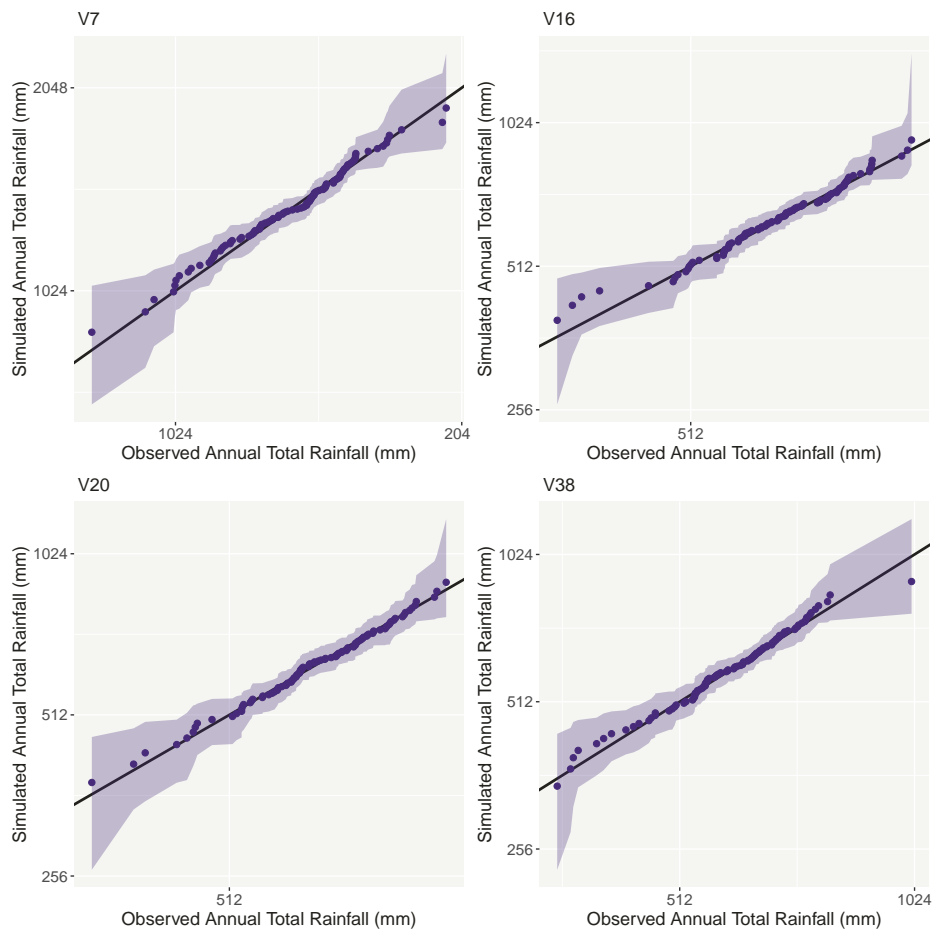 V7
Simulated Annual Total Rainfall (mm)
2048
1024
1024
204
Observed Annual Total Rainfall (mm)
V16
Simulated Annual Total Rainfall (mm)
1024
512
256
512
Observed Annual Total Rainfall (mm)
V20
Simulated Annual Total Rainfall (mm)
1024
512
256
512
Observed Annual Total Rainfall (mm)
V38
Simulated Annual Total Rainfall (mm)
1024
512
256
512
1024
Observed Annual Total Rainfall (mm)